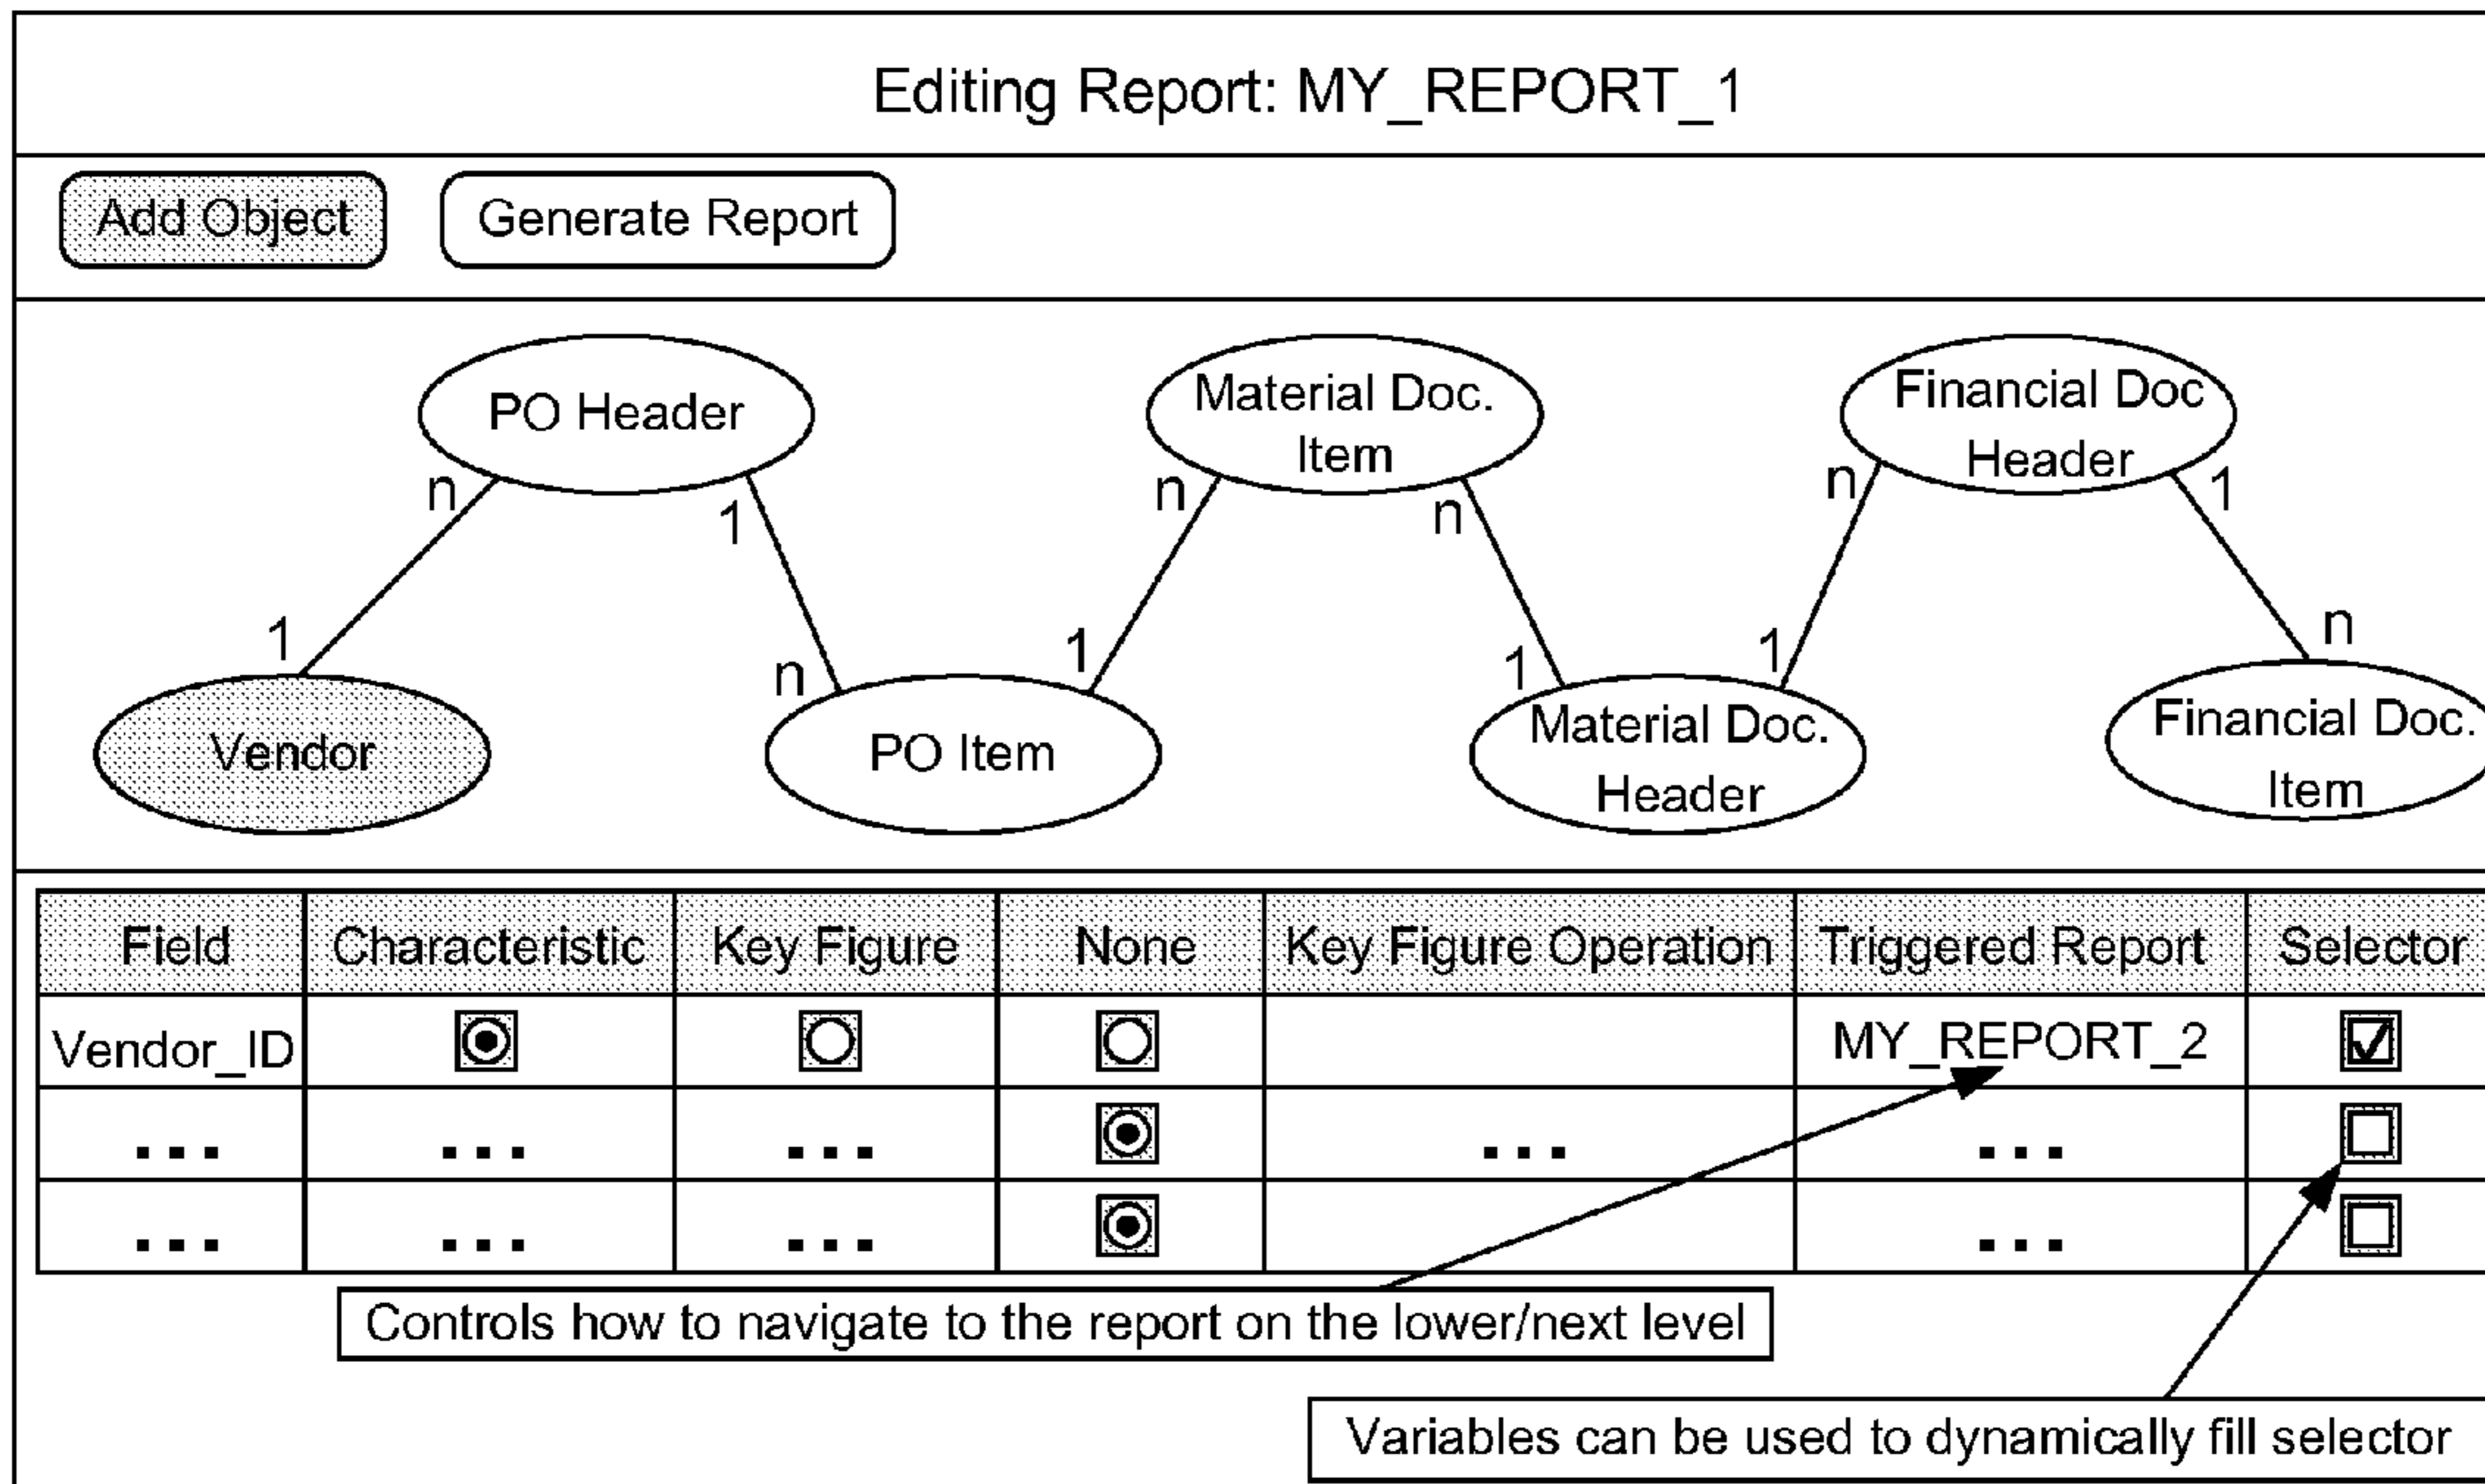 Editing Report: MY_REPORT_1
Add Object
Generate Report
PO Header
Material Doc.
Item
Financial Doc
Header
n
1
n
n
n
1
1
n
1
1
1
n
Vendor
PO Item
Material Doc.
Header
Financial Doc.
Item
Field Characteristic Key Figure None Key Figure Operation Triggered Report Selector
Vendor_ID MY_REPORT_2
... ... ... ... ...
... ... ... ...
Controls how to navigate to the report on the lower/next level
Variables can be used to dynamically fill selector